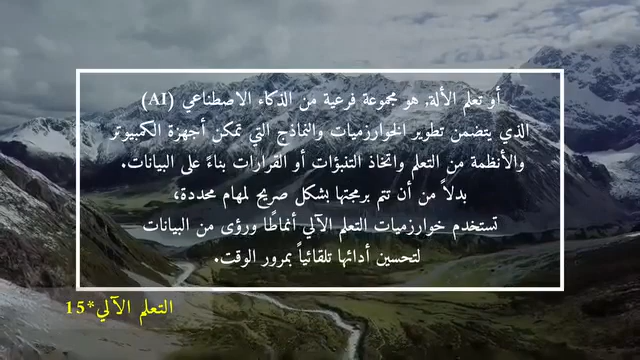 أو تعلم الألة, هو مجموعة فرعية من الذكاء الاصطناعي (AI)
الذي يتضمن تطوير الخوارزميات والنماذج التي تمكن أجهزة الكمبيوتر
والأنظمة من التعلم واتخاذ التنبؤات أو القرارات بناءً على البيانات.
بدلاً من أن تتم برمجتها بشكل صريح لمهام محددة،
تستخدم خوارزميات التعلم الآلي أنماطًا ورؤى من البيانات
لتحسين أدائها تلقائياً بمرور الوقت.
التعلم الآلي*15